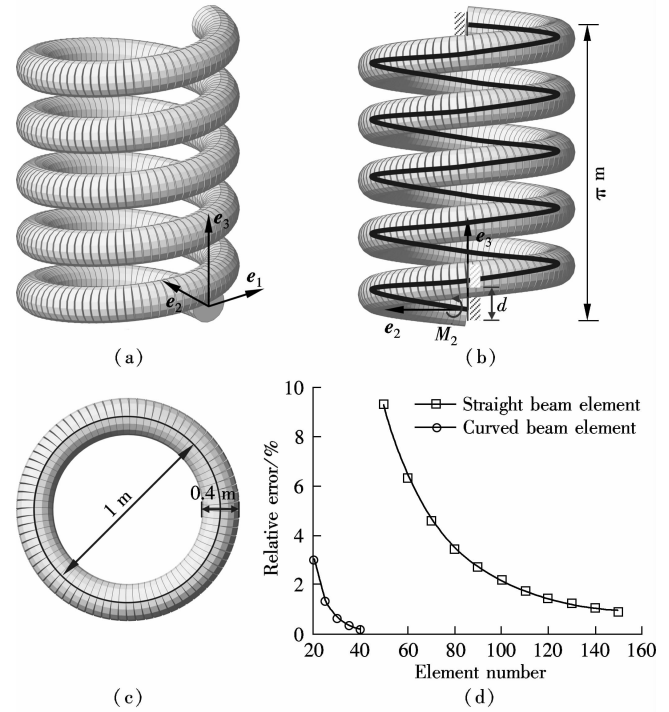 e3
e1
e2
(a)
π m
e3
d
e2
M2
(b)
1 m
0.4 m
(c)
10
8
6
4
2
0
Relative error/%
Straight beam element
Curved beam element
20 40 60 80 100 120 140 160
Element number
(d)